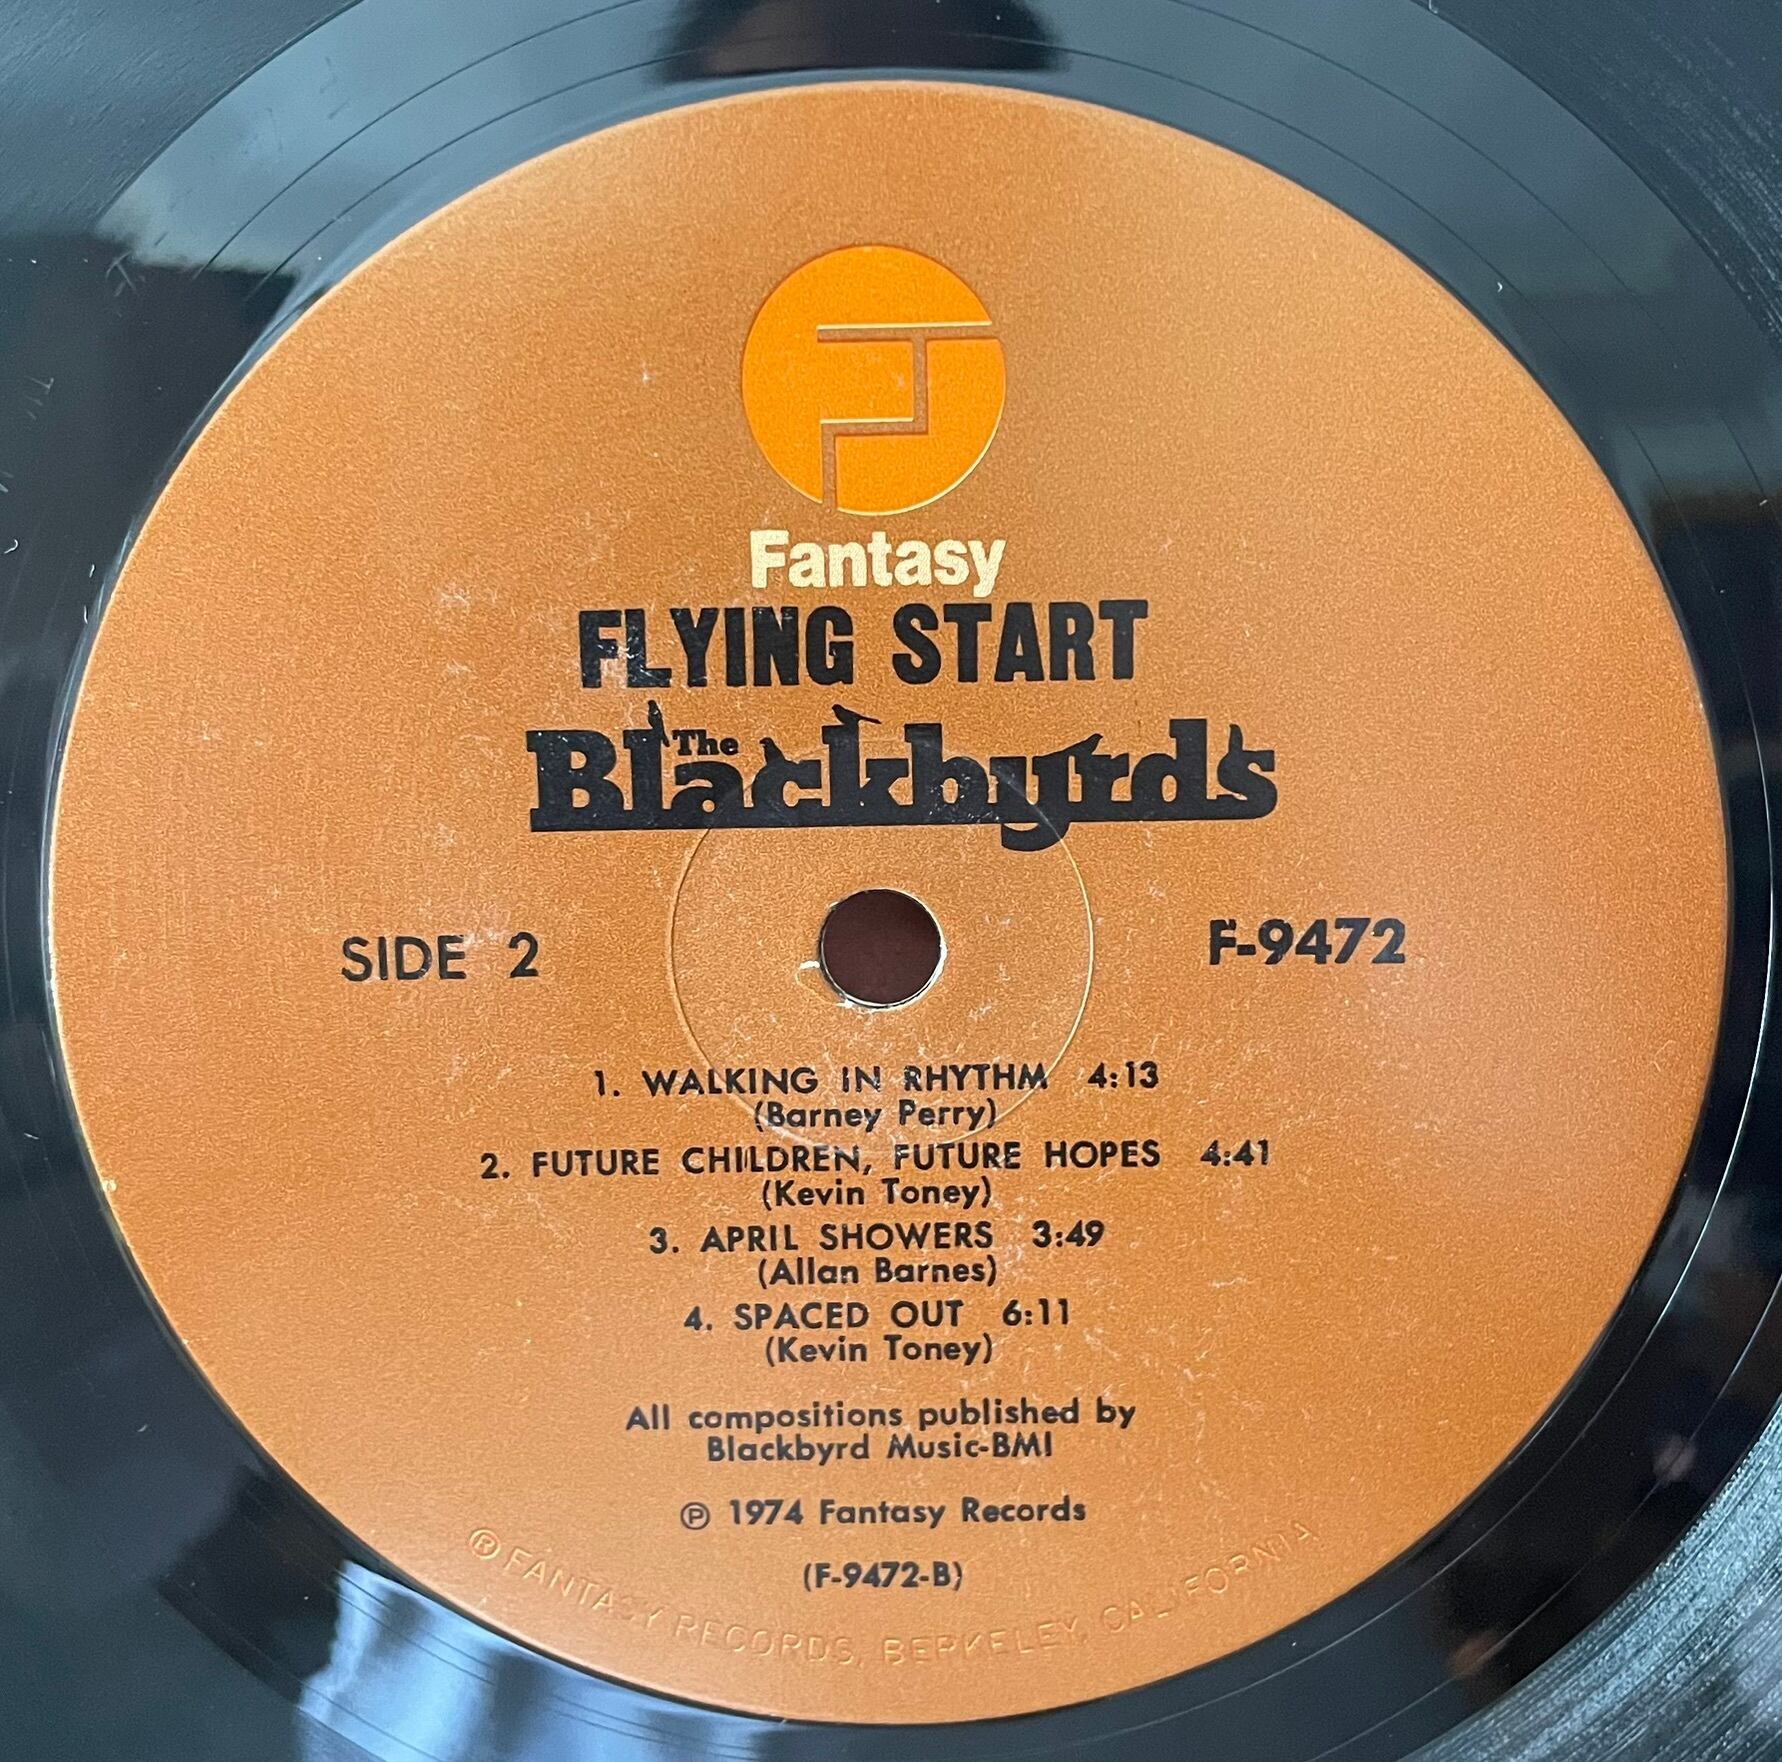 Fantasy
FLYING START
The Blackbyrds
SIDE 2
F-9472
1. WALKING IN RHYTHM 4:13
(Barney Perry)
2. FUTURE CHILDREN, FUTURE HOPES 4:41
(Kevin Toney)
3. APRIL SHOWERS 3:49
(Allan Barnes)
4. SPACED OUT 6:11
(Kevin Toney)
All compositions published by
Blackbyrd Music-BMI
℗ 1974 Fantasy Records
(F-9472-B)
® FANTASY RECORDS, BERKELEY, CALIFORNIA